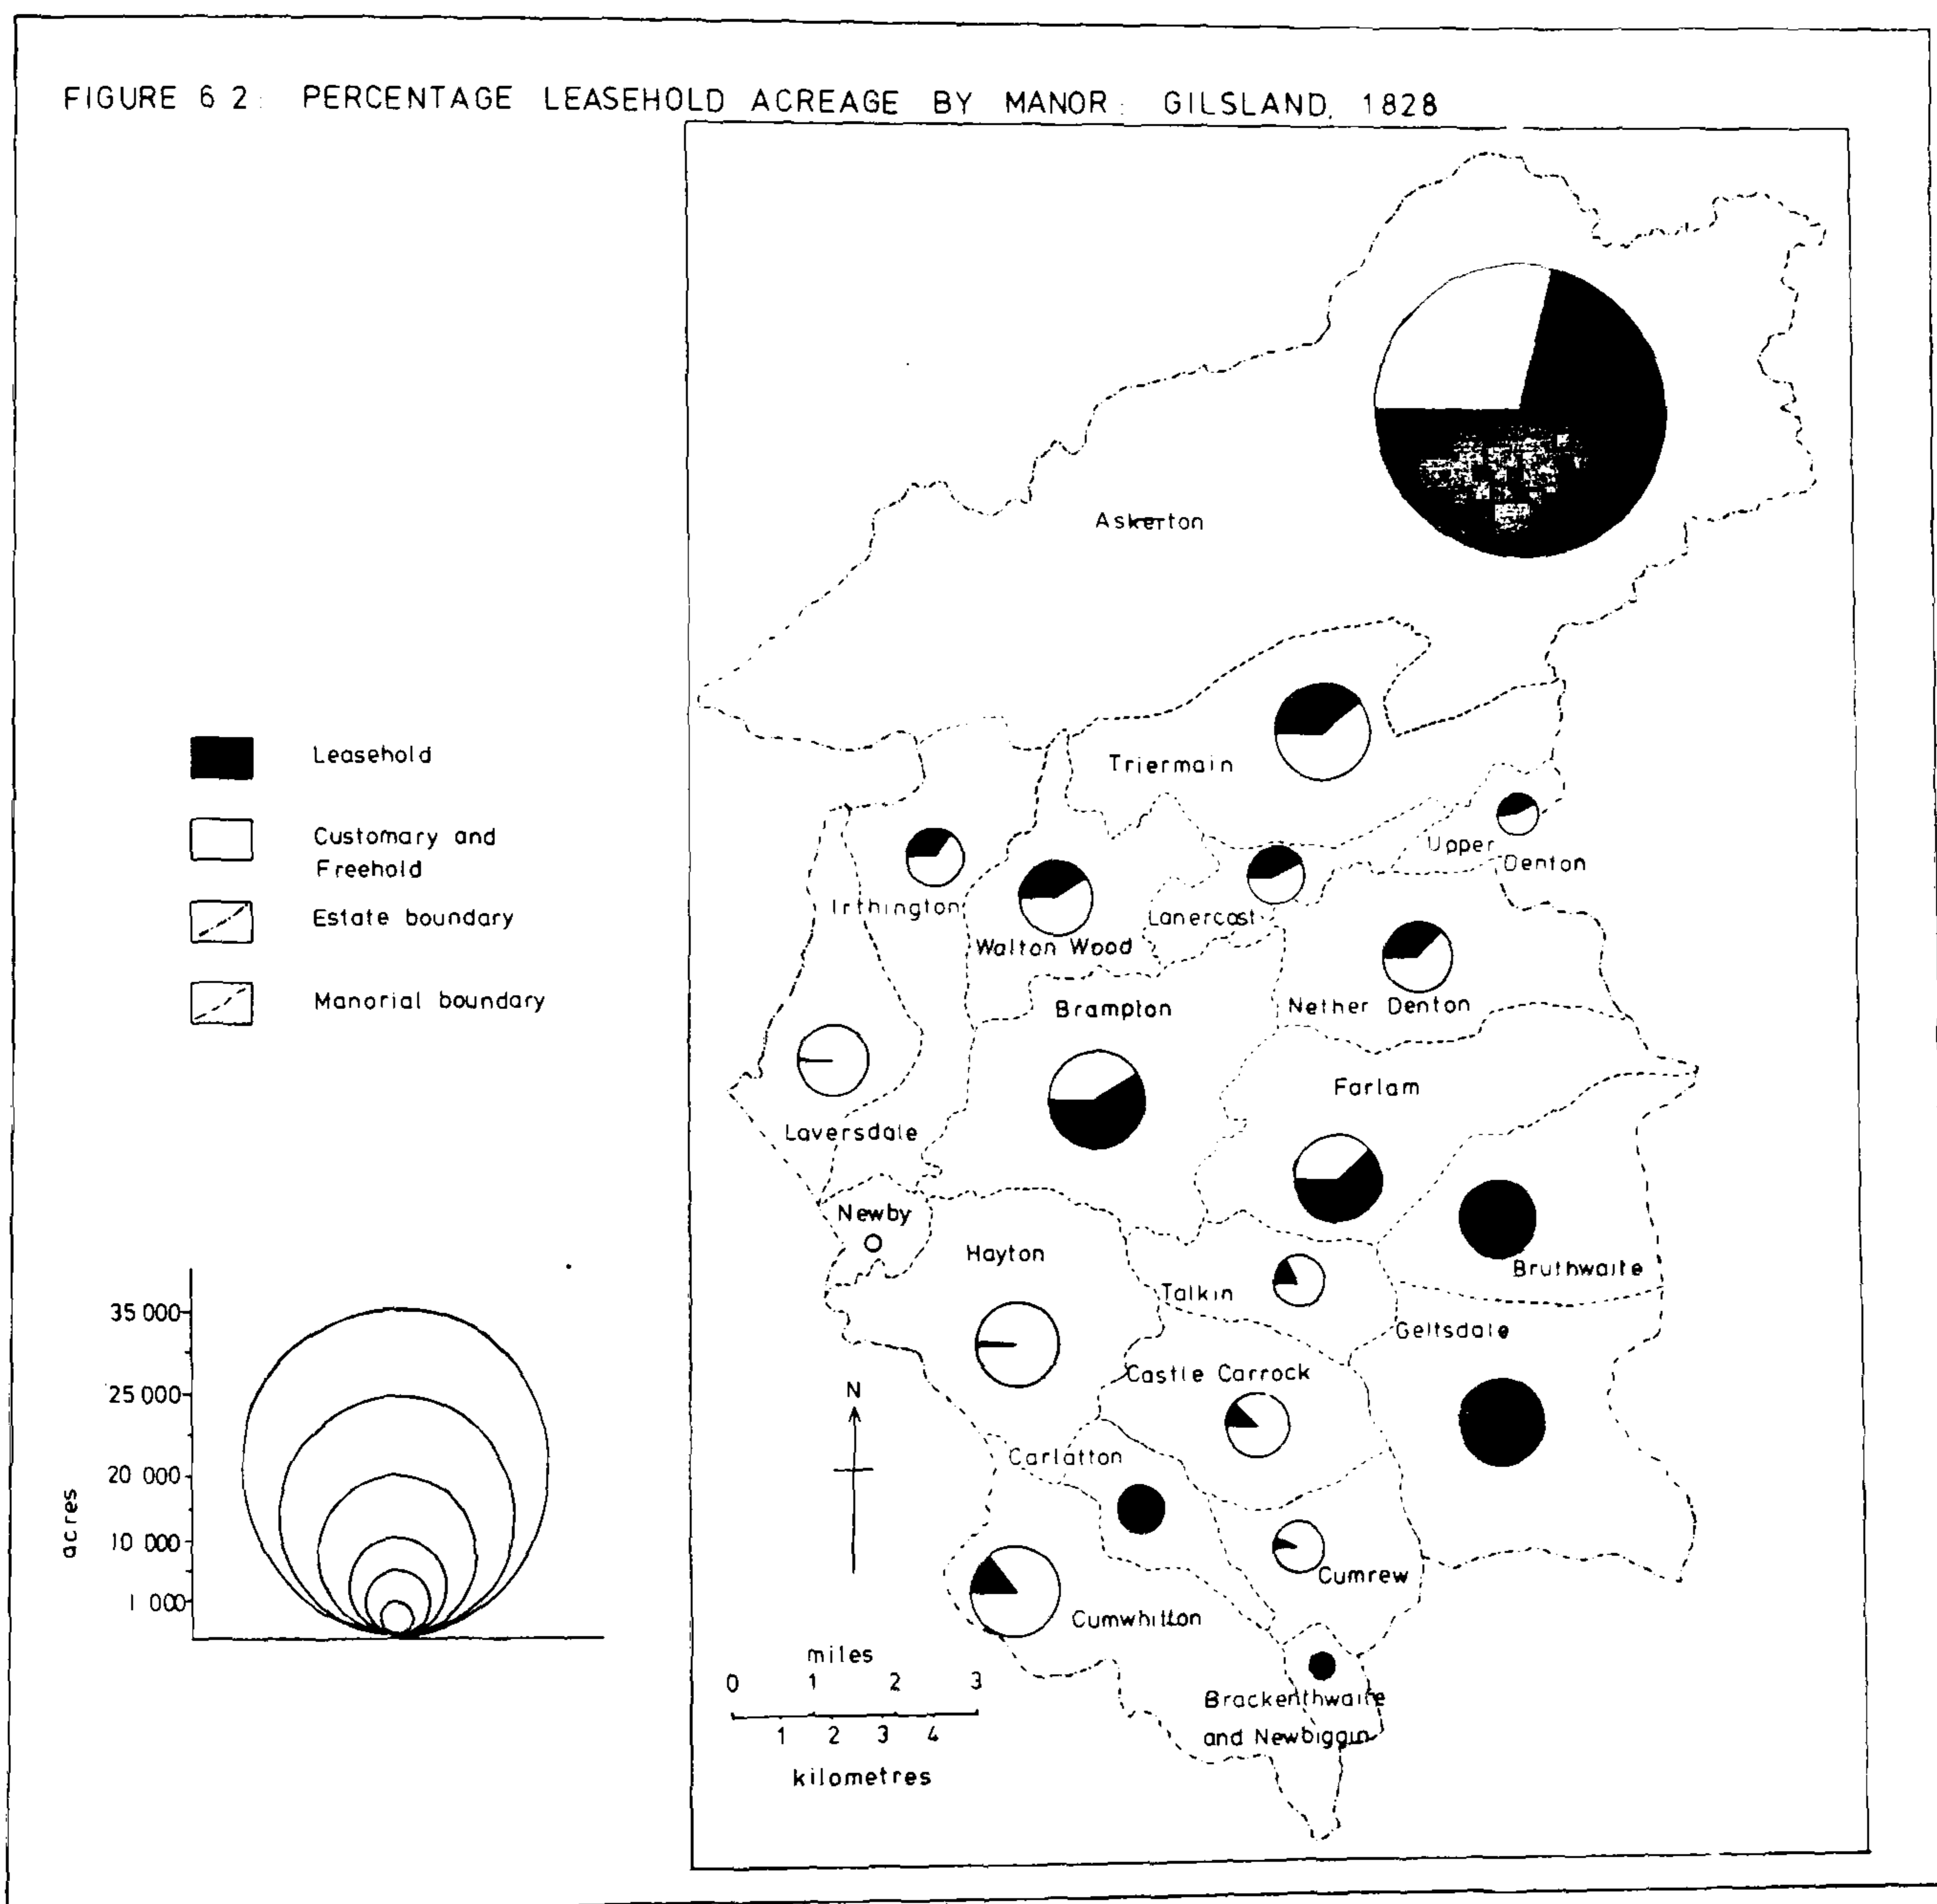 FIGURE 6 2: PERCENTAGE LEASEHOLD ACREAGE BY MANOR: GILSLAND, 1828
Askerton
Triermain
Upper
Denton
Irthington
Walton Wood
Lanercost
Nether Denton
Brampton
Farlam
Laversdale
Newby
Hayton
Talkin
Bruthwaite
Geltsdale
Castle Carrock
Carlatton
Cumrew
Cumwhitton
Brackenthwaite
and Newbiggin
Leasehold
Customary and
Freehold
Estate boundary
Manorial boundary
acres
35 000
25 000
20 000
10 000
1 000
N
miles
0 1 2 3
1 2 3 4
kilometres